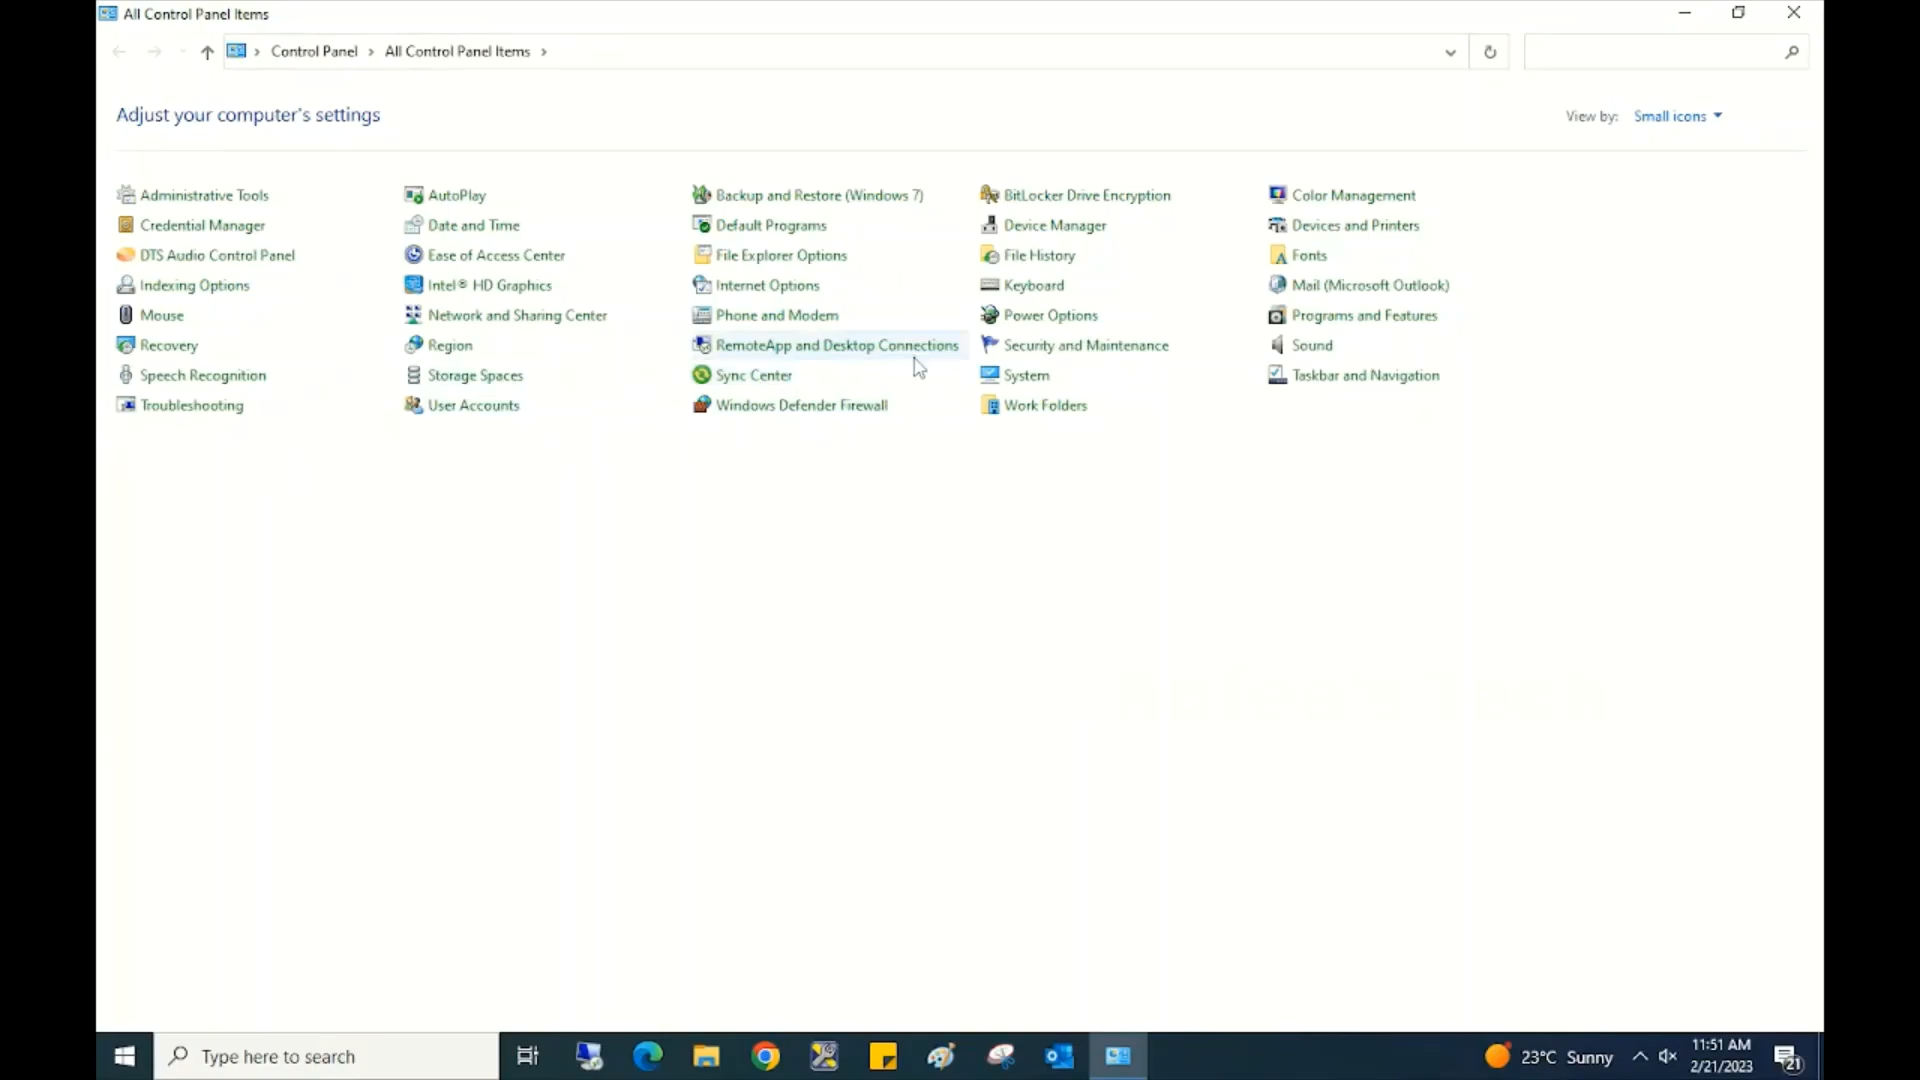 All Control Panel Items
Control Panel > All Control Panel Items >
Adjust your computer's settings
View by: Small icons
Administrative Tools
AutoPlay
Backup and Restore (Windows 7)
BitLocker Drive Encryption
Color Management
Credential Manager
Date and Time
Default Programs
Device Manager
Devices and Printers
DTS Audio Control Panel
Ease of Access Center
File Explorer Options
File History
Fonts
Indexing Options
Intel® HD Graphics
Internet Options
Keyboard
Mail (Microsoft Outlook)
Mouse
Network and Sharing Center
Phone and Modem
Power Options
Programs and Features
Recovery
Region
RemoteApp and Desktop Connections
Security and Maintenance
Sound
Speech Recognition
Storage Spaces
Sync Center
System
Taskbar and Navigation
Troubleshooting
User Accounts
Windows Defender Firewall
Work Folders
Type here to search
23°C Sunny
11:51 AM
2/21/2023
21